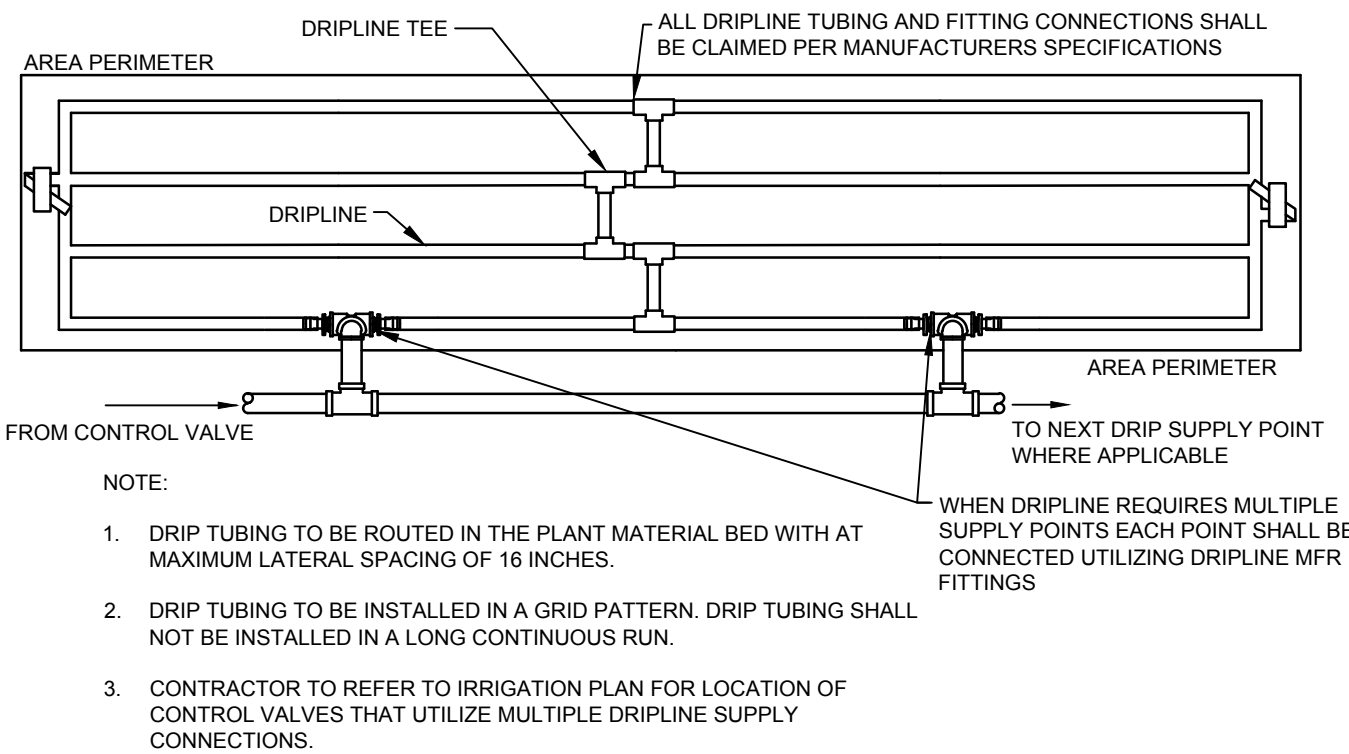 DRIPLINE TEE
ALL DRIPLINE TUBING AND FITTING CONNECTIONS SHALL
BE CLAIMED PER MANUFACTURERS SPECIFICATIONS
AREA PERIMETER
DRIPLINE
AREA PERIMETER
FROM CONTROL VALVE
TO NEXT DRIP SUPPLY POINT
WHERE APPLICABLE
WHEN DRIPLINE REQUIRES MULTIPLE
SUPPLY POINTS EACH POINT SHALL BE
CONNECTED UTILIZING DRIPLINE MFR
FITTINGS
NOTE:
1. DRIP TUBING TO BE ROUTED IN THE PLANT MATERIAL BED WITH AT
MAXIMUM LATERAL SPACING OF 16 INCHES.
2. DRIP TUBING TO BE INSTALLED IN A GRID PATTERN. DRIP TUBING SHALL
NOT BE INSTALLED IN A LONG CONTINUOUS RUN.
3. CONTRACTOR TO REFER TO IRRIGATION PLAN FOR LOCATION OF
CONTROL VALVES THAT UTILIZE MULTIPLE DRIPLINE SUPPLY
CONNECTIONS.